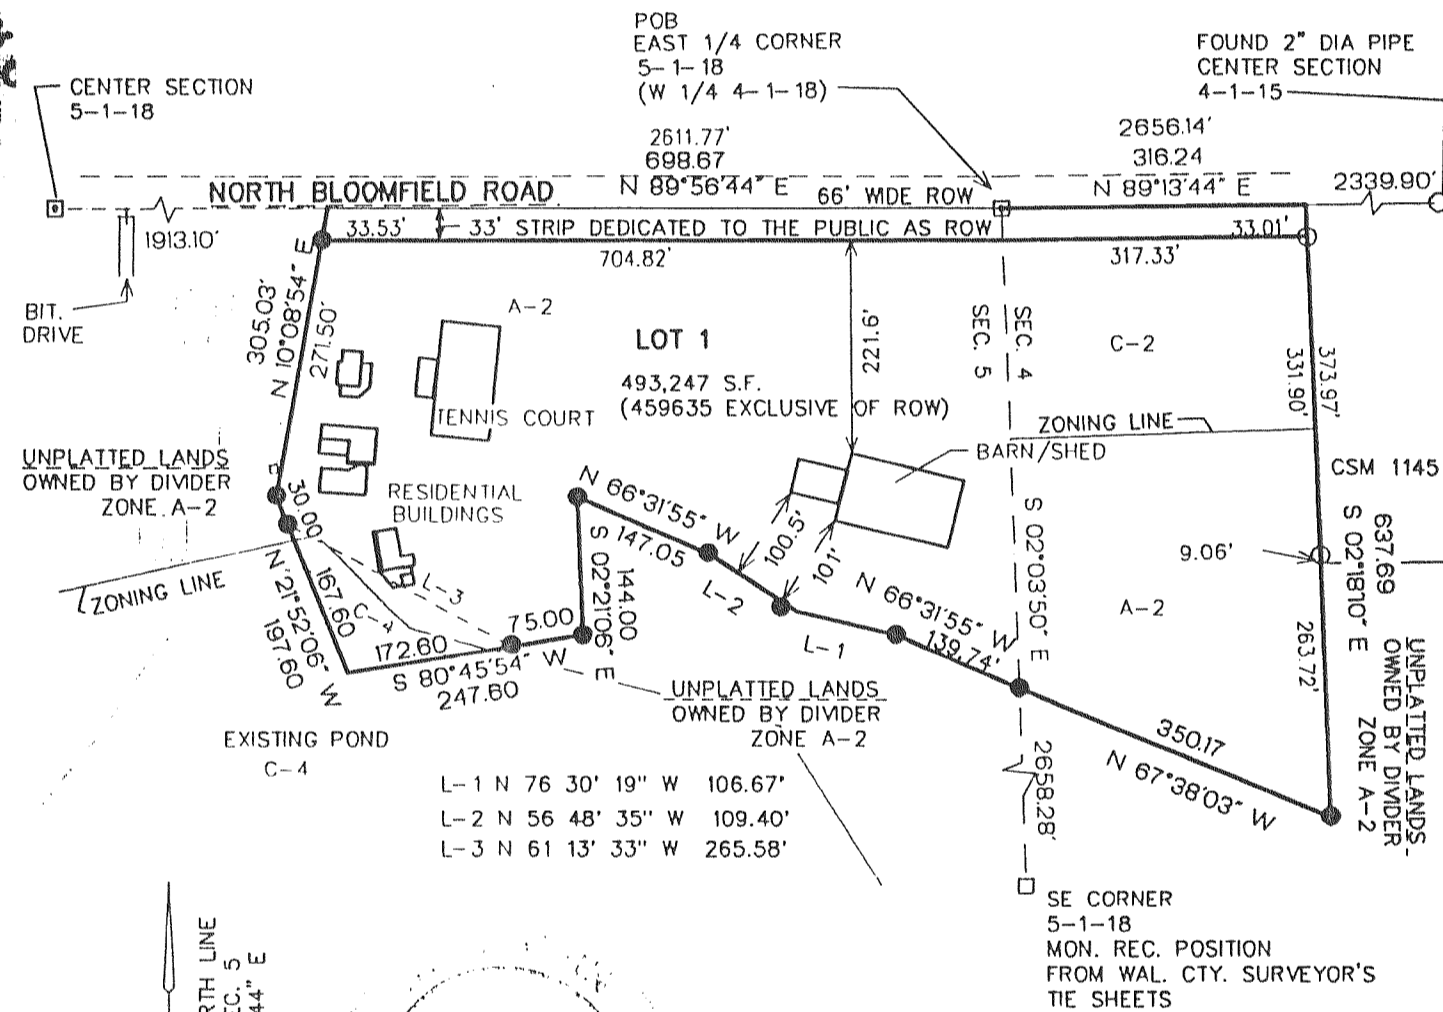 POB
EAST 1/4 CORNER
5-1-18
(W 1/4 4-1-18)
FOUND 2" DIA PIPE
CENTER SECTION
4-1-15
CENTER SECTION
5-1-18
2611.77'
698.67
N 89°56'44" E
2656.14'
316.24
N 89°13'44" E
2339.90'
NORTH BLOOMFIELD ROAD
66' WIDE ROW
1913.10'
33.53'
33' STRIP DEDICATED TO THE PUBLIC AS ROW
33.01'
704.82'
317.33'
BIT.
DRIVE
305.03'
N 10°08'54" E
271.50'
A-2
LOT 1
493,247 S.F.
(459635 EXCLUSIVE OF ROW)
221.6'
SEC. 5
SEC. 4
C-2
331.90'
373.97'
TENNIS COURT
ZONING LINE
BARN/SHED
CSM 1145
UNPLATTED LANDS
OWNED BY DIVIDER
ZONE A-2
30.00
RESIDENTIAL
BUILDINGS
N 66°31'55" W
147.05
100.5'
101'
S 02°03'50" E
9.06'
637.69
S 02°18'10" E
ZONING LINE
167.60
N 21°52'06" W
197.60
C-4
L-3
172.60
S 80°45'54" W
247.60
75.00
144.00
S 02°21'06" E
L-2
L-1
N 66°31'55" W
139.74'
A-2
263.72'
UNPLATTED LANDS
OWNED BY DIVIDER
ZONE A-2
UNPLATTED LANDS
OWNED BY DIVIDER
ZONE A-2
EXISTING POND
C-4
350.17
N 67°38'03" W
2658.28'
L-1 N 76 30' 19" W 106.67'
L-2 N 56 48' 35" W 109.40'
L-3 N 61 13' 33" W 265.58'
SE CORNER
5-1-18
MON. REC. POSITION
FROM WAL. CTY. SURVEYOR'S
TIE SHEETS
RTH LINE
EC. 5
44" E